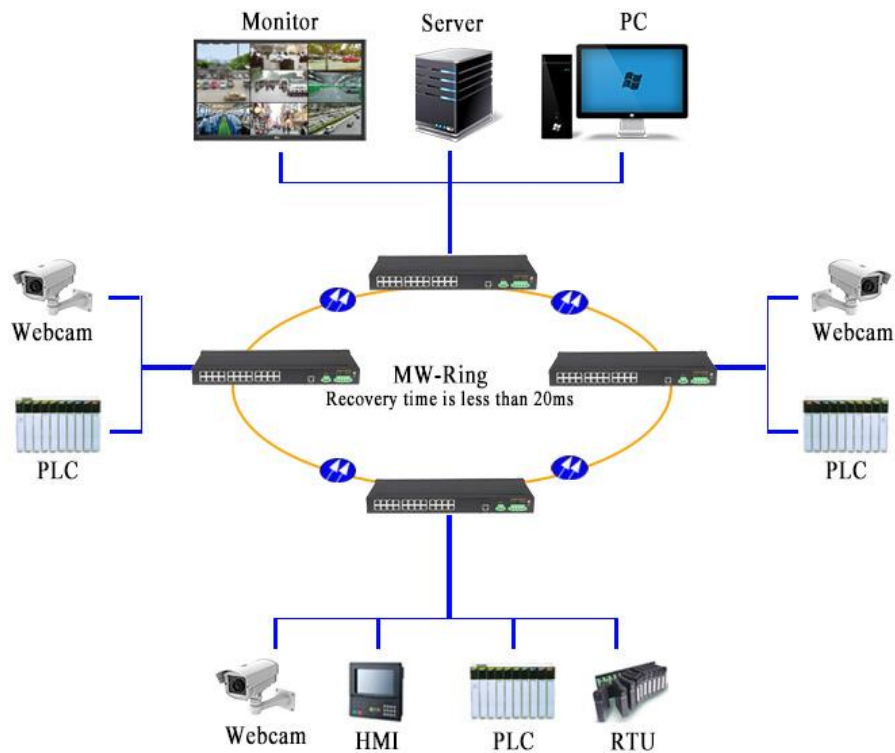 Monitor
Server
PC
Webcam
Webcam
MW-Ring
Recovery time is less than 20ms
PLC
PLC
Webcam
HMI
PLC
RTU